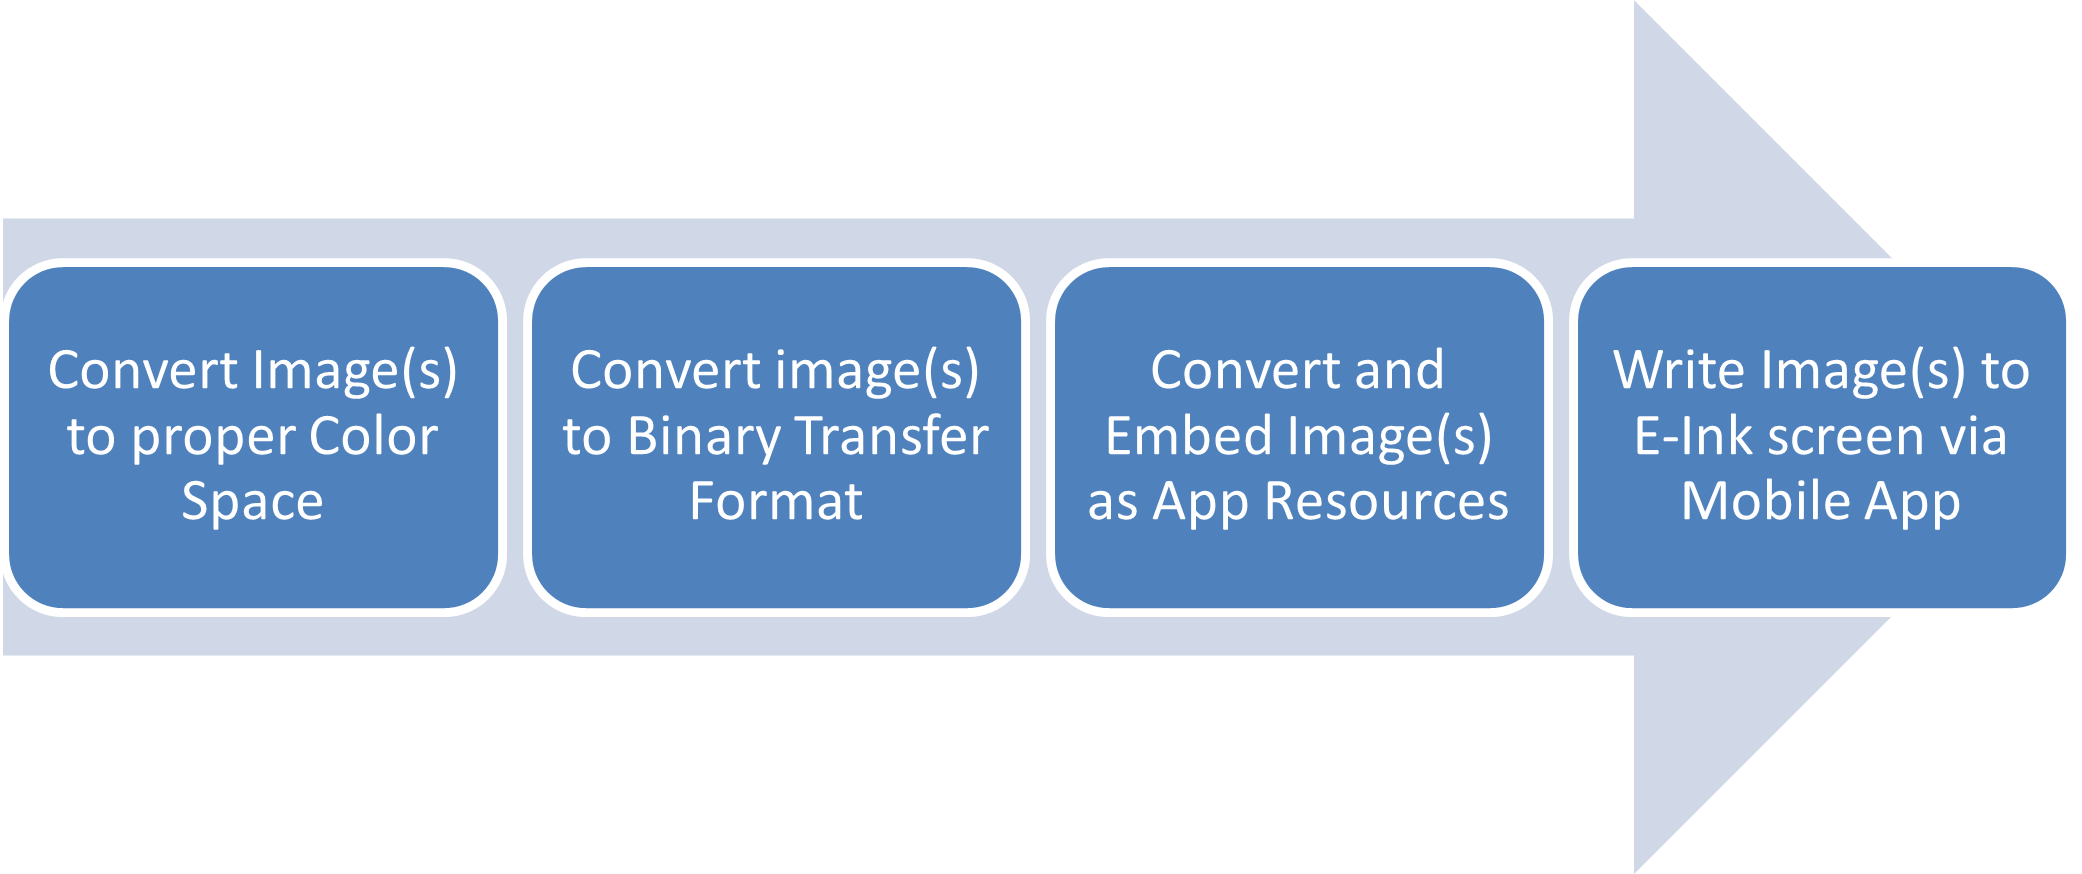 Convert Image(s)
to proper Color
Space
Convert image(s)
to Binary Transfer
Format
Convert and
Embed Image(s)
as App Resources
Write Image(s) to
E-Ink screen via
Mobile App